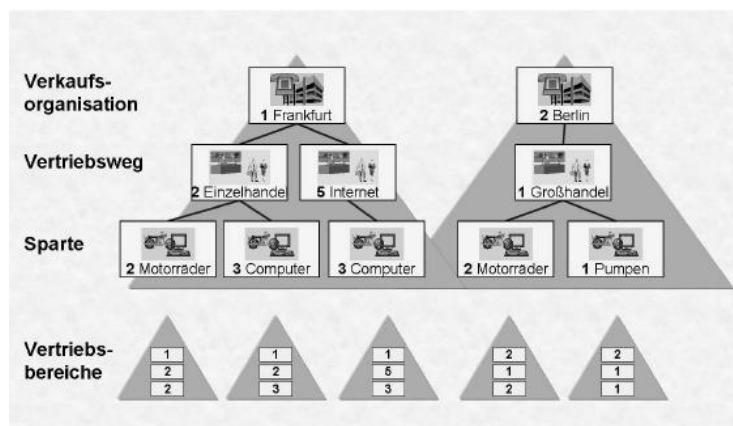 Verkaufs-
organisation
1 Frankfurt
2 Berlin
Vertriebsweg
2 Einzelhandel
5 Internet
1 Großhandel
Sparte
2 Motorräder
3 Computer
3 Computer
2 Motorräder
1 Pumpen
Vertriebs-
bereiche
1
2
2
1
2
3
1
5
3
2
1
2
2
1
1